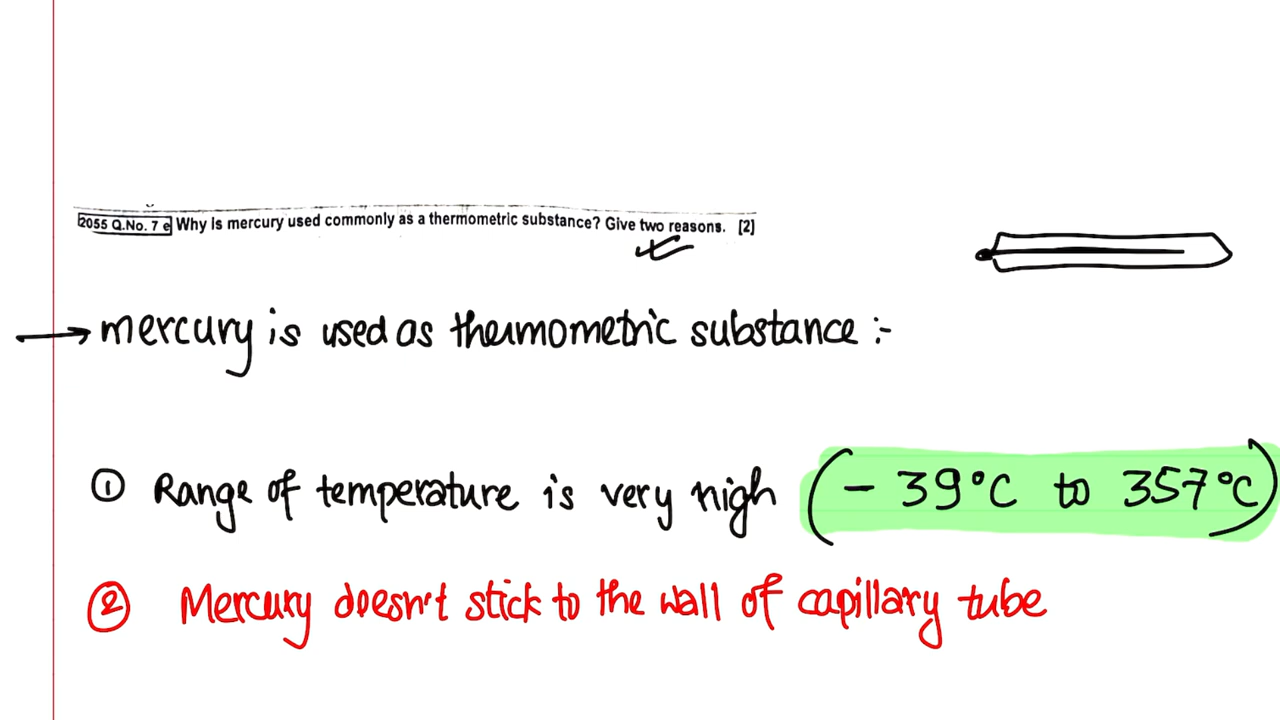 2055 Q.No. 7 e Why is mercury used commonly as a thermometric substance? Give two reasons. [2]
mercury is used as thermometric substance :-
① Range of temperature is very high (- 39°C to 357°C)
② Mercury doesn't stick to the wall of capillary tube